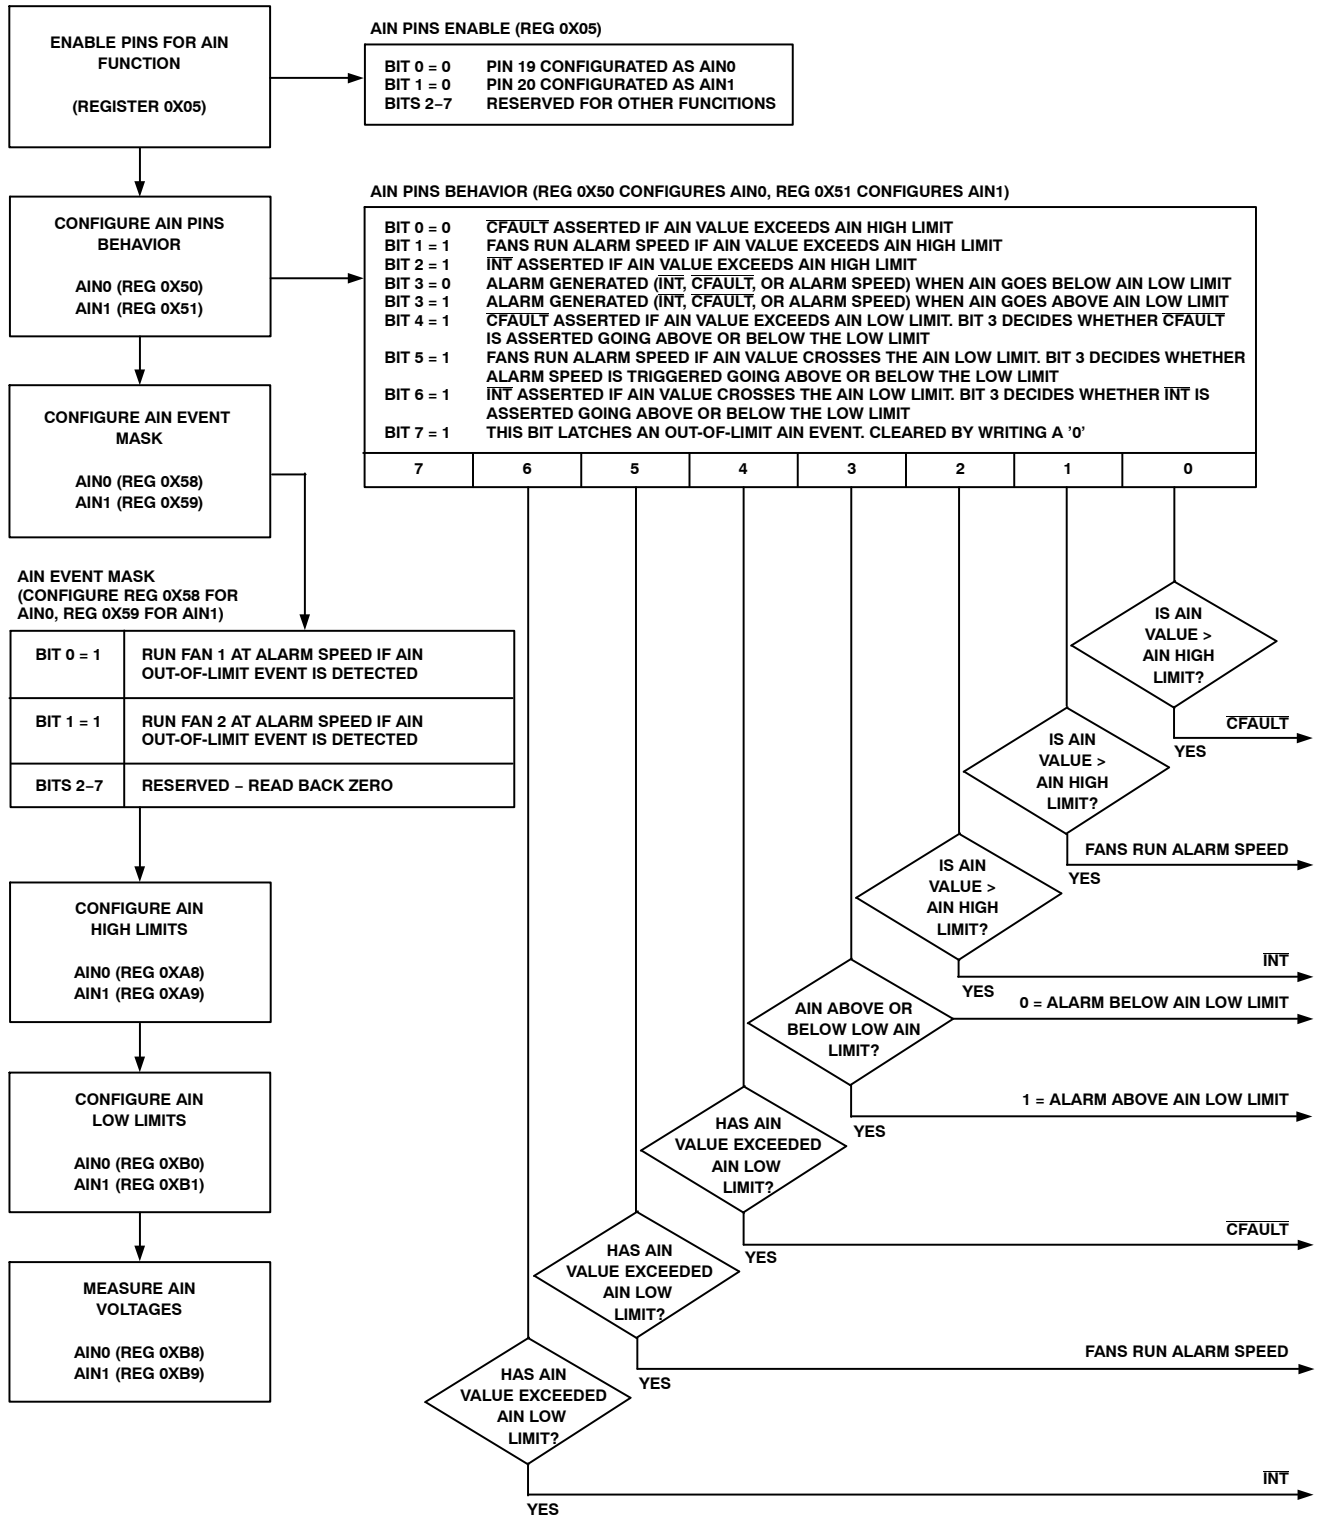 ENABLE PINS FOR AIN
FUNCTION
(REGISTER 0X05)
AIN PINS ENABLE (REG 0X05)
BIT 0 = 0 PIN 19 CONFIGURATED AS AIN0
BIT 1 = 0 PIN 20 CONFIGURATED AS AIN1
BITS 2–7 RESERVED FOR OTHER FUNCITIONS
CONFIGURE AIN PINS
BEHAVIOR
AIN0 (REG 0X50)
AIN1 (REG 0X51)
AIN PINS BEHAVIOR (REG 0X50 CONFIGURES AIN0, REG 0X51 CONFIGURES AIN1)
BIT 0 = 0 CFAULT ASSERTED IF AIN VALUE EXCEEDS AIN HIGH LIMIT
BIT 1 = 1 FANS RUN ALARM SPEED IF AIN VALUE EXCEEDS AIN HIGH LIMIT
BIT 2 = 1 INT ASSERTED IF AIN VALUE EXCEEDS AIN HIGH LIMIT
BIT 3 = 0 ALARM GENERATED (INT, CFAULT, OR ALARM SPEED) WHEN AIN GOES BELOW AIN LOW LIMIT
BIT 3 = 1 ALARM GENERATED (INT, CFAULT, OR ALARM SPEED) WHEN AIN GOES ABOVE AIN LOW LIMIT
BIT 4 = 1 CFAULT ASSERTED IF AIN VALUE EXCEEDS AIN LOW LIMIT. BIT 3 DECIDES WHETHER CFAULT
IS ASSERTED GOING ABOVE OR BELOW THE LOW LIMIT
BIT 5 = 1 FANS RUN ALARM SPEED IF AIN VALUE CROSSES THE AIN LOW LIMIT. BIT 3 DECIDES WHETHER
ALARM SPEED IS TRIGGERED GOING ABOVE OR BELOW THE LOW LIMIT
BIT 6 = 1 INT ASSERTED IF AIN VALUE CROSSES THE AIN LOW LIMIT. BIT 3 DECIDES WHETHER INT IS
ASSERTED GOING ABOVE OR BELOW THE LOW LIMIT
BIT 7 = 1 THIS BIT LATCHES AN OUT-OF-LIMIT AIN EVENT. CLEARED BY WRITING A '0'
7 6 5 4 3 2 1 0
CONFIGURE AIN EVENT
MASK
AIN0 (REG 0X58)
AIN1 (REG 0X59)
AIN EVENT MASK
(CONFIGURE REG 0X58 FOR
AIN0, REG 0X59 FOR AIN1)
BIT 0 = 1 RUN FAN 1 AT ALARM SPEED IF AIN
OUT-OF-LIMIT EVENT IS DETECTED
BIT 1 = 1 RUN FAN 2 AT ALARM SPEED IF AIN
OUT-OF-LIMIT EVENT IS DETECTED
BITS 2–7 RESERVED – READ BACK ZERO
CONFIGURE AIN
HIGH LIMITS
AIN0 (REG 0XA8)
AIN1 (REG 0XA9)
CONFIGURE AIN
LOW LIMITS
AIN0 (REG 0XB0)
AIN1 (REG 0XB1)
MEASURE AIN
VOLTAGES
AIN0 (REG 0XB8)
AIN1 (REG 0XB9)
IS AIN
VALUE >
AIN HIGH
LIMIT?
CFAULT
YES
IS AIN
VALUE >
AIN HIGH
LIMIT?
FANS RUN ALARM SPEED
YES
IS AIN
VALUE >
AIN HIGH
LIMIT?
INT
YES
AIN ABOVE OR
BELOW LOW AIN
LIMIT?
0 = ALARM BELOW AIN LOW LIMIT
1 = ALARM ABOVE AIN LOW LIMIT
YES
HAS AIN
VALUE EXCEEDED
AIN LOW
LIMIT?
CFAULT
YES
HAS AIN
VALUE EXCEEDED
AIN LOW
LIMIT?
FANS RUN ALARM SPEED
YES
HAS AIN
VALUE EXCEEDED
AIN LOW
LIMIT?
INT
YES